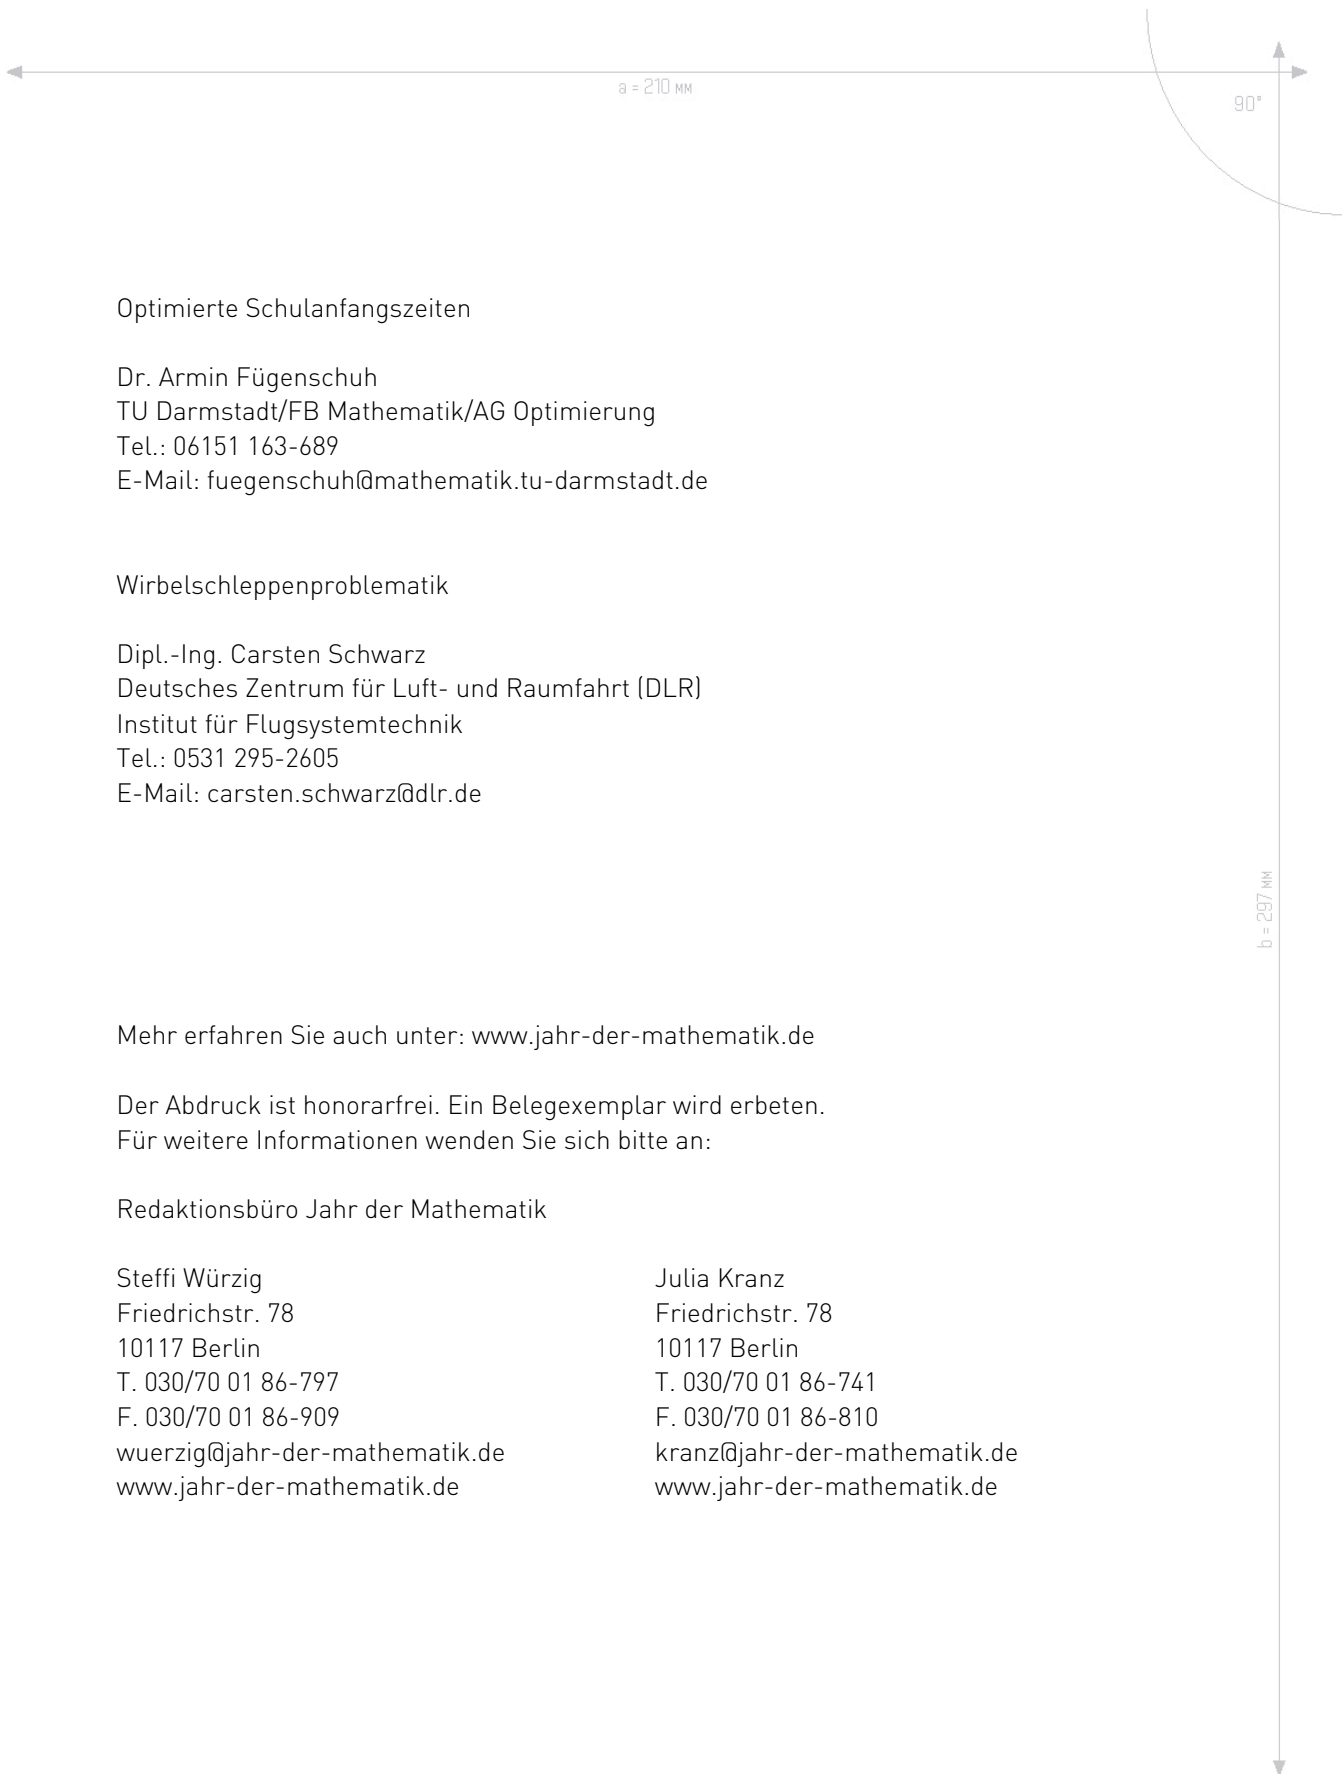 a = 210 MM
90°
Optimierte Schulanfangszeiten
Dr. Armin Fügenschuh
TU Darmstadt/FB Mathematik/AG Optimierung
Tel.: 06151 163-689
E-Mail: fuegenschuh@mathematik.tu-darmstadt.de
Wirbelschleppenproblematik
Dipl.-Ing. Carsten Schwarz
Deutsches Zentrum für Luft- und Raumfahrt (DLR)
Institut für Flugsystemtechnik
Tel.: 0531 295-2605
E-Mail: carsten.schwarz@dlr.de
b = 297 MM
Mehr erfahren Sie auch unter: www.jahr-der-mathematik.de
Der Abdruck ist honorarfrei. Ein Belegexemplar wird erbeten.
Für weitere Informationen wenden Sie sich bitte an:
Redaktionsbüro Jahr der Mathematik
Steffi Würzig
Friedrichstr. 78
10117 Berlin
T. 030/70 01 86-797
F. 030/70 01 86-909
wuerzig@jahr-der-mathematik.de
www.jahr-der-mathematik.de
Julia Kranz
Friedrichstr. 78
10117 Berlin
T. 030/70 01 86-741
F. 030/70 01 86-810
kranz@jahr-der-mathematik.de
www.jahr-der-mathematik.de